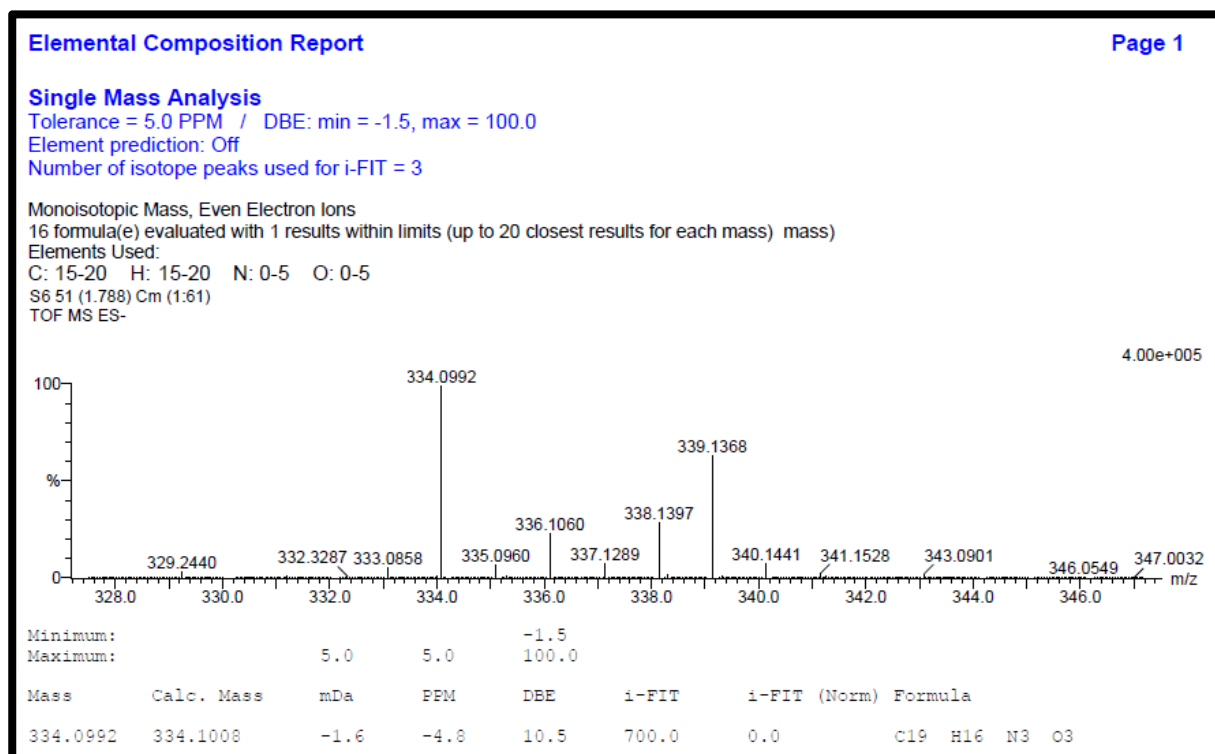 Elemental Composition Report Page 1
Single Mass Analysis
Tolerance = 5.0 PPM / DBE: min = -1.5, max = 100.0
Element prediction: Off
Number of isotope peaks used for i-FIT = 3
Monoisotopic Mass, Even Electron Ions
16 formula(e) evaluated with 1 results within limits (up to 20 closest results for each mass) mass)
Elements Used:
C: 15-20 H: 15-20 N: 0-5 O: 0-5
S6 51 (1.788) Cm (1:61)
TOF MS ES-
4.00e+005
100
%
0
334.0992
339.1368
338.1397
336.1060
329.2440
332.3287
333.0858
335.0960
337.1289
340.1441
341.1528
343.0901
346.0549
347.0032
m/z
328.0 330.0 332.0 334.0 336.0 338.0 340.0 342.0 344.0 346.0
Minimum: -1.5
Maximum: 5.0 5.0 100.0
Mass Calc. Mass mDa PPM DBE i-FIT i-FIT (Norm) Formula
334.0992 334.1008 -1.6 -4.8 10.5 700.0 0.0 C19 H16 N3 O3